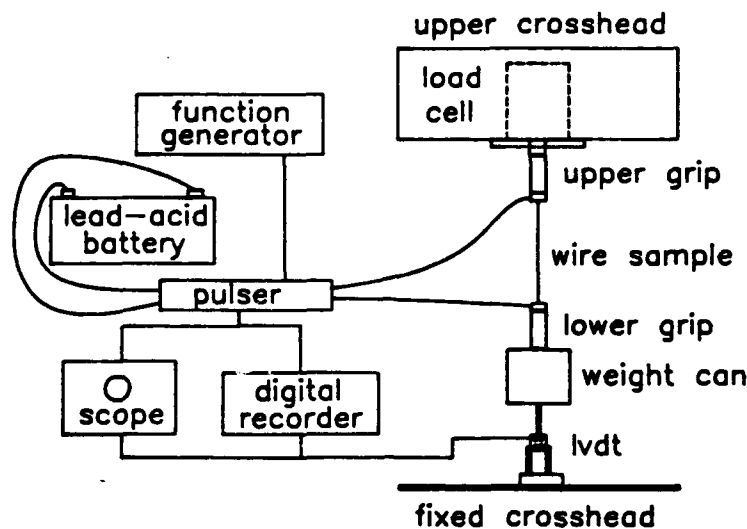 upper crosshead
load
cell
function
generator
upper grip
lead-acid
battery
wire sample
pulser
lower grip
weight can
scope
digital
recorder
lvdt
fixed crosshead